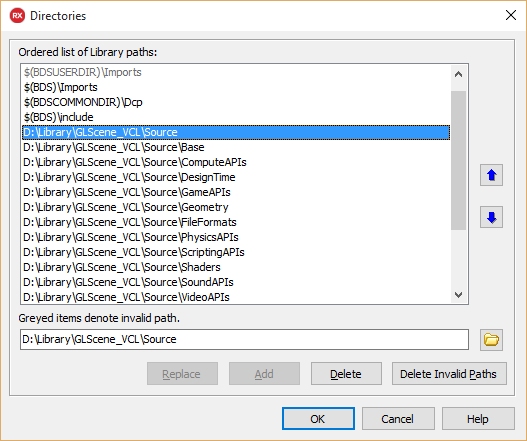 RX Directories
Ordered list of Library paths:
$(BDSUSERDIR)\Imports
$(BDS)\Imports
$(BDSCOMMONDIR)\Dcp
$(BDS)\include
D:\Library\GLScene_VCL\Source
D:\Library\GLScene_VCL\Source\Base
D:\Library\GLScene_VCL\Source\ComputeAPIs
D:\Library\GLScene_VCL\Source\DesignTime
D:\Library\GLScene_VCL\Source\GameAPIs
D:\Library\GLScene_VCL\Source\Geometry
D:\Library\GLScene_VCL\Source\FileFormats
D:\Library\GLScene_VCL\Source\PhysicsAPIs
D:\Library\GLScene_VCL\Source\ScriptingAPIs
D:\Library\GLScene_VCL\Source\Shaders
D:\Library\GLScene_VCL\Source\SoundAPIs
D:\Library\GLScene_VCL\Source\VideoAPIs
Greyed items denote invalid path.
D:\Library\GLScene_VCL\Source
Replace Add Delete Delete Invalid Paths
OK Cancel Help